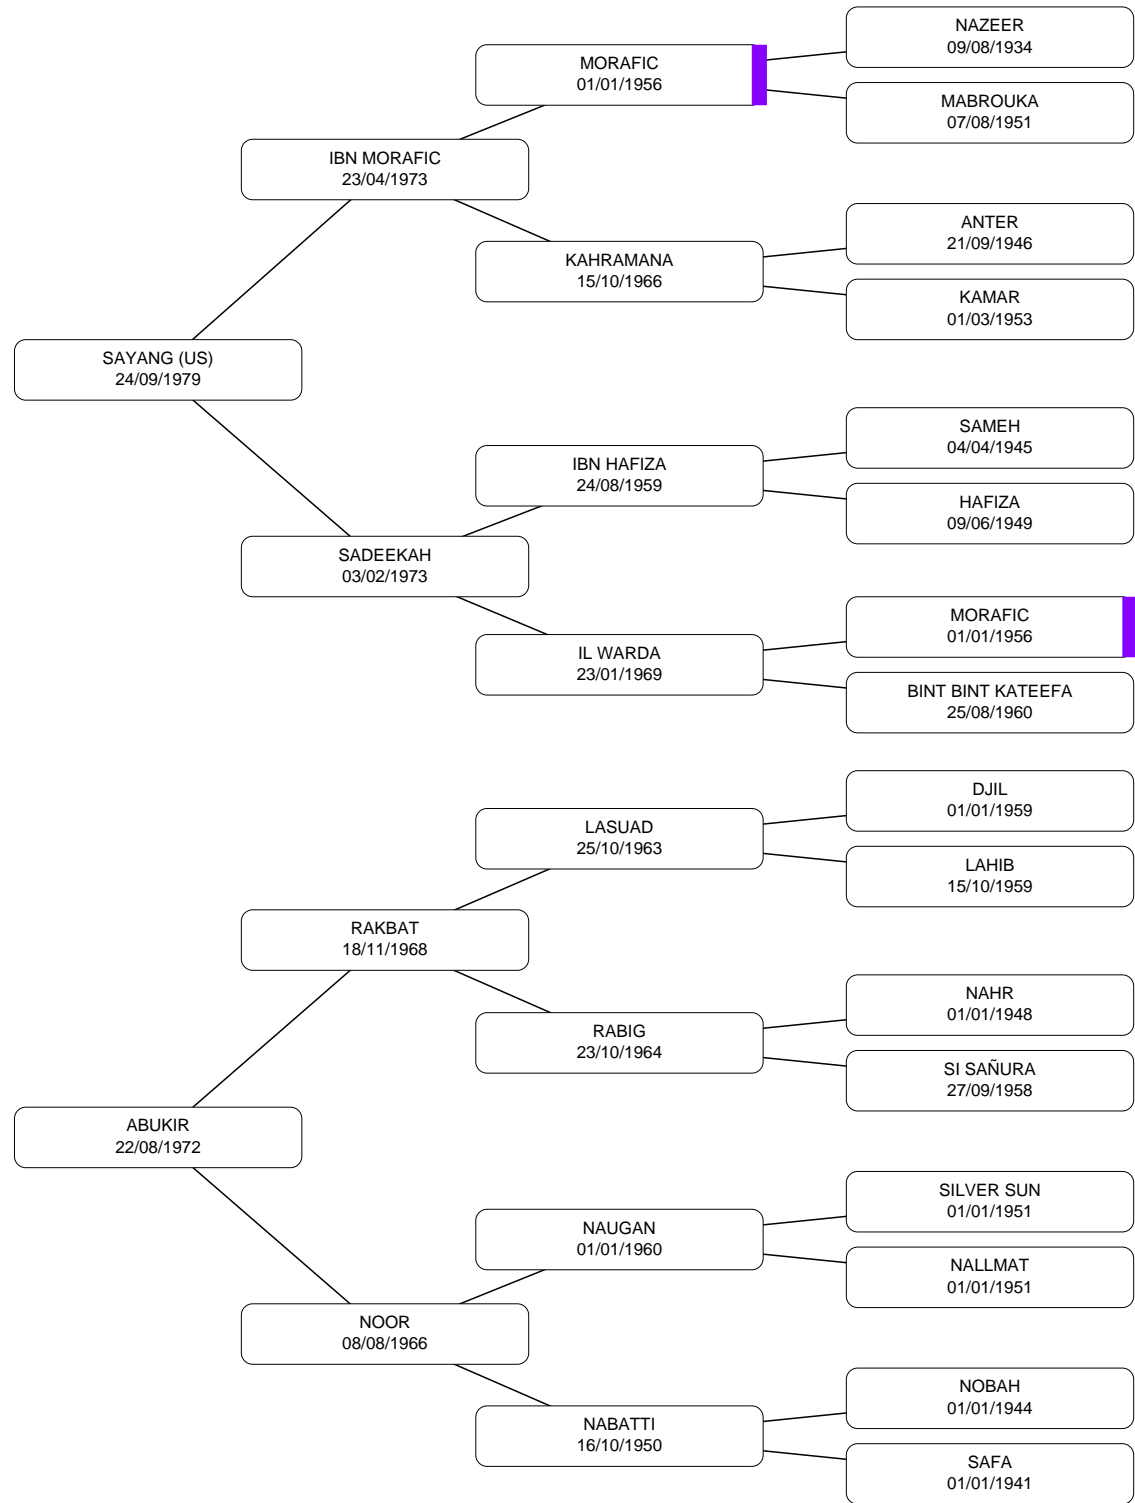 NAZEER
09/08/1934
MORAFIC
01/01/1956
MABROUKA
07/08/1951
IBN MORAFIC
23/04/1973
ANTER
21/09/1946
KAHRAMANA
15/10/1966
KAMAR
01/03/1953
SAYANG (US)
24/09/1979
SAMEH
04/04/1945
IBN HAFIZA
24/08/1959
HAFIZA
09/06/1949
SADEEKAH
03/02/1973
MORAFIC
01/01/1956
IL WARDA
23/01/1969
BINT BINT KATEEFA
25/08/1960
DJIL
01/01/1959
LASUAD
25/10/1963
LAHIB
15/10/1959
RAKBAT
18/11/1968
NAHR
01/01/1948
RABIG
23/10/1964
SI SAÑURA
27/09/1958
ABUKIR
22/08/1972
SILVER SUN
01/01/1951
NAUGAN
01/01/1960
NALLMAT
01/01/1951
NOOR
08/08/1966
NOBAH
01/01/1944
NABATTI
16/10/1950
SAFA
01/01/1941